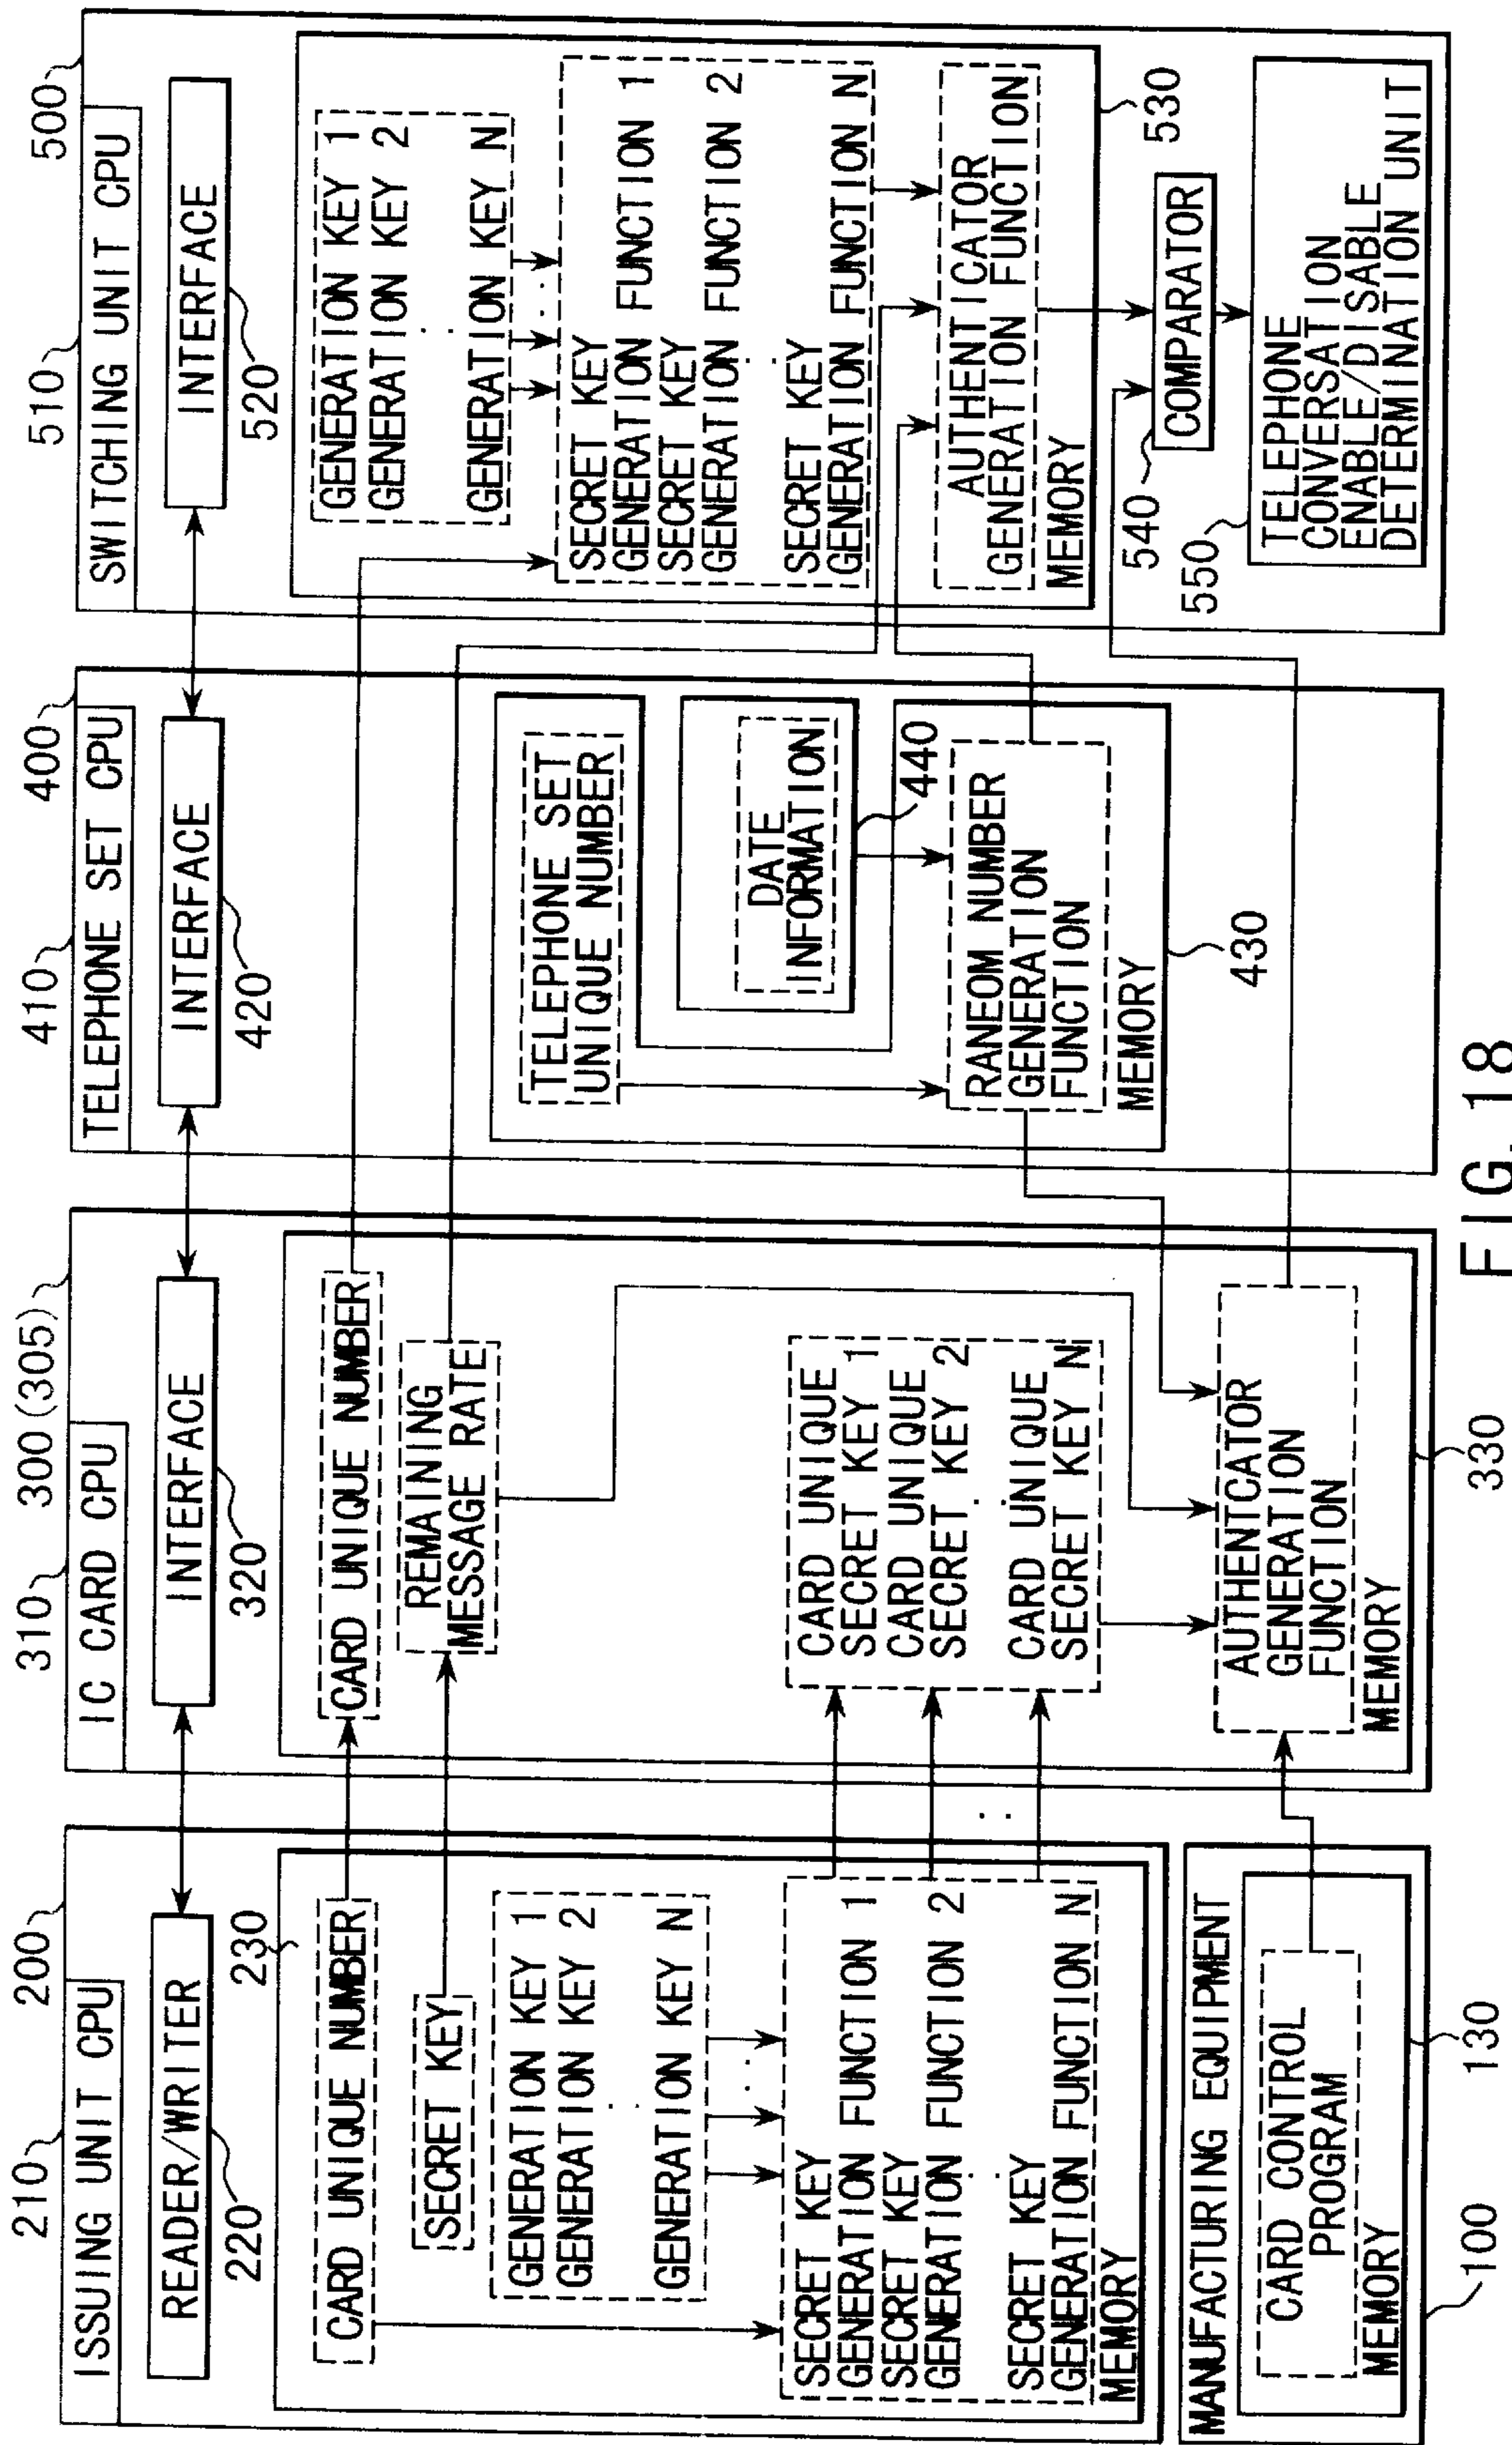 210
200
ISSUING UNIT CPU
READER/WRITER
220
230
CARD UNIQUE NUMBER
SECRET KEY
GENERATION KEY 1
GENERATION KEY 2
GENERATION KEY N
SECRET KEY
GENERATION FUNCTION 1
SECRET KEY
GENERATION FUNCTION 2
SECRET KEY
GENERATION FUNCTION N
MEMORY
MANUFACTURING EQUIPMENT
CARD CONTROL
PROGRAM
MEMORY
100
130
310
300(305)
IC CARD CPU
INTERFACE
320
CARD UNIQUE NUMBER
REMAINING
MESSAGE RATE
CARD UNIQUE
SECRET KEY 1
CARD UNIQUE
SECRET KEY 2
CARD UNIQUE
SECRET KEY N
AUTHENTCATOR
GENERATION
FUNCTION
MEMORY
330
410
400
TELEPHONE SET CPU
INTERFACE
420
TELEPHONE SET
UNIQUE NUMBER
DATE
INFORMATION
440
RANEOM NUMBER
GENERATION
FUNCTION
MEMORY
430
510
500
SWITCHING UNIT CPU
INTERFACE
520
GENERATION KEY 1
GENERATION KEY 2
GENERATION KEY N
SECRET KEY
GENERATION FUNCTION 1
SECRET KEY
GENERATION FUNCTION 2
SECRET KEY
GENERATION FUNCTION N
AUTHENTICATOR
GENERATION FUNCTION
MEMORY
530
540
COMPARATOR
550
TELEPHONE
CONVERSATION
ENABLE/DISABLE
DETERMINATION UNIT
FIG. 18